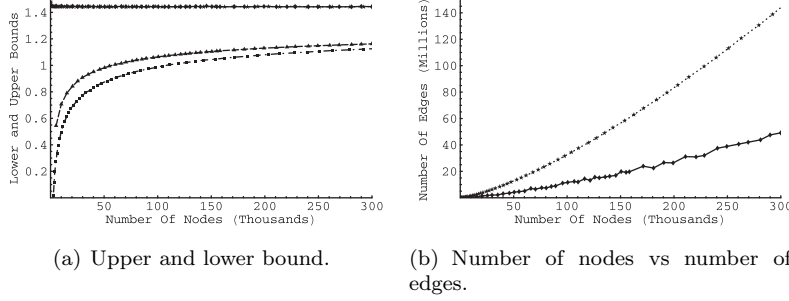 Lower and Upper Bounds
1.4
1.2
1
0.8
0.6
0.4
0.2
50 100 150 200 250 300
Number Of Nodes (Thousands)
(a) Upper and lower bound.
Number Of Edges (Millions)
140
120
100
80
60
40
20
50 100 150 200 250 300
Number Of Nodes (Thousands)
(b) Number of nodes vs number of
edges.